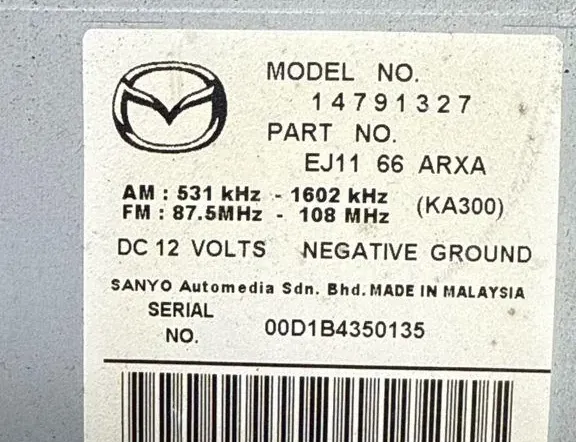 MODEL NO.
14791327
PART NO.
EJ11 66 ARXA
AM : 531 kHz - 1602 kHz
FM : 87.5MHz - 108 MHz
(KA300)
DC 12 VOLTS NEGATIVE GROUND
SANYO Automedia Sdn. Bhd. MADE IN MALAYSIA
SERIAL
NO.
00D1B4350135